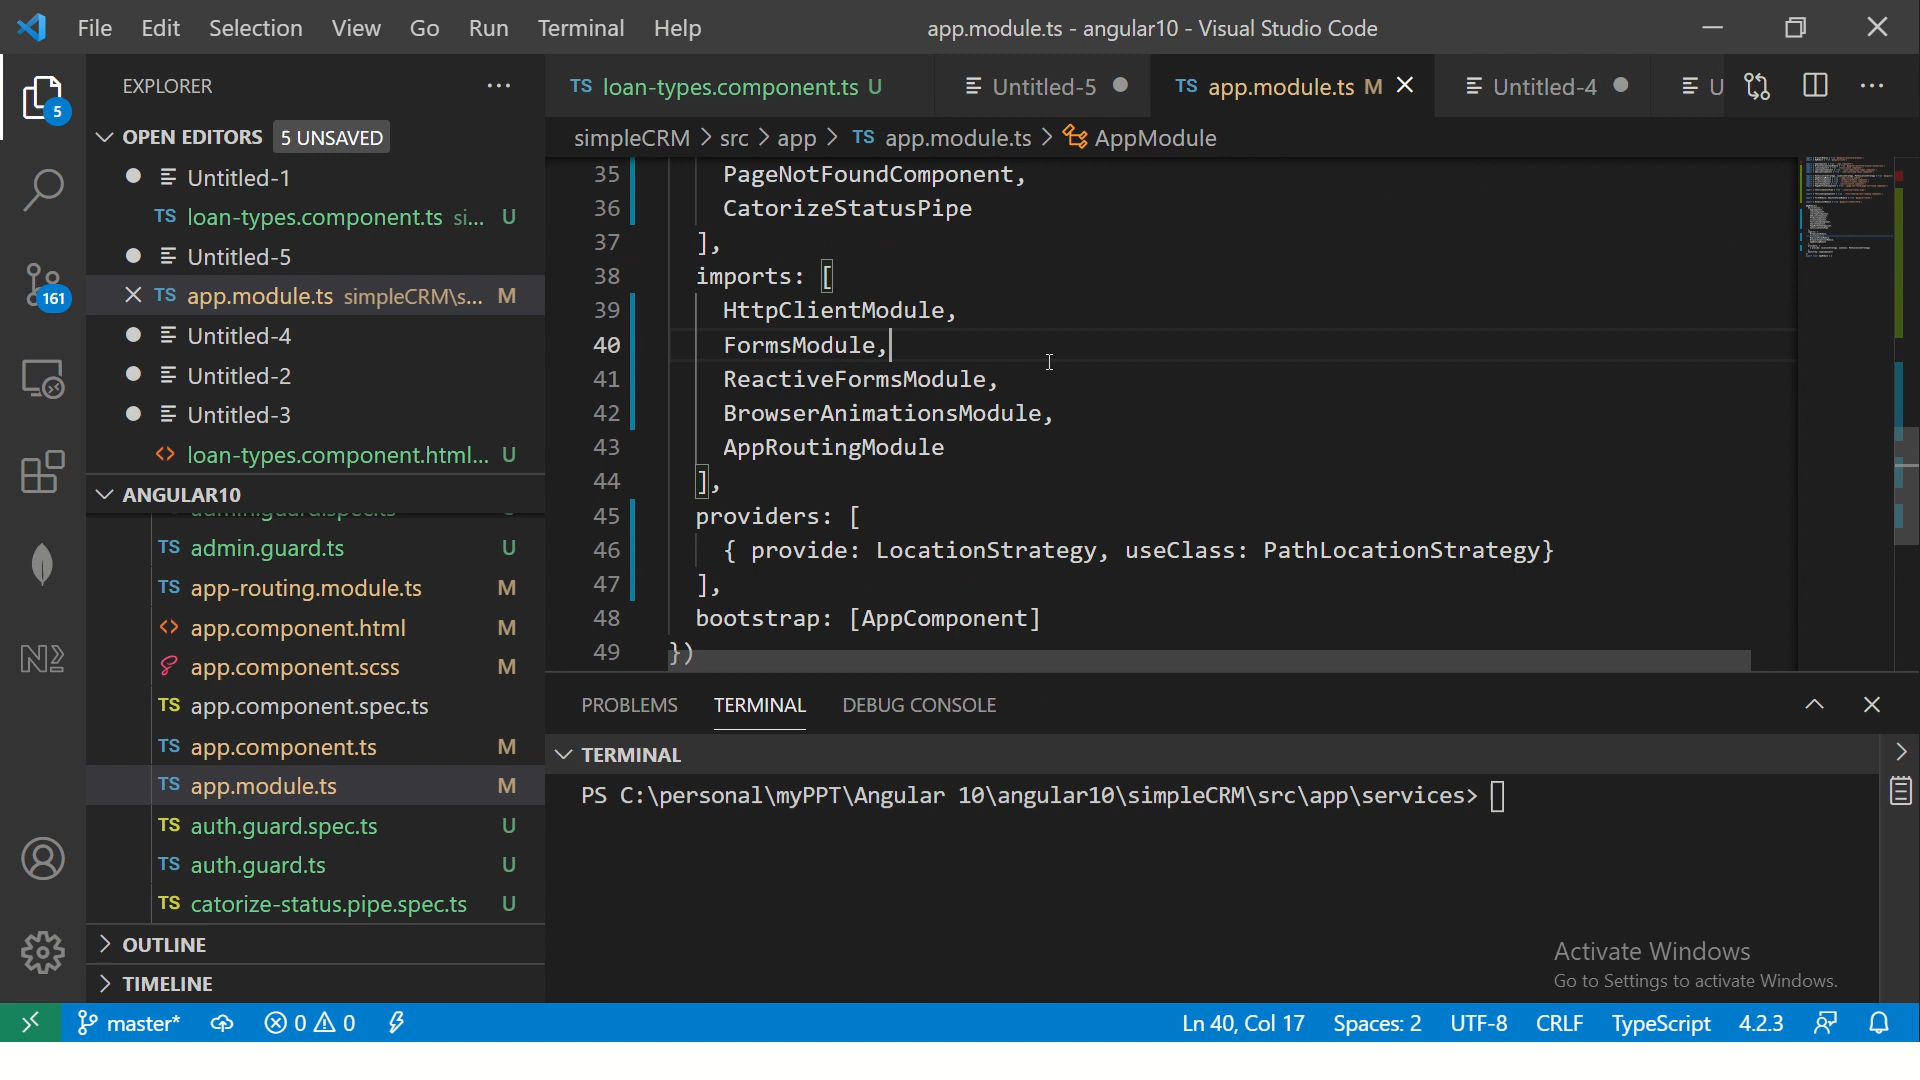 File Edit Selection View Go Run Terminal Help
app.module.ts - angular10 - Visual Studio Code
5
161
EXPLORER
OPEN EDITORS 5 UNSAVED
Untitled-1
TS loan-types.component.ts si... U
Untitled-5
TS app.module.ts simpleCRM\s... M
Untitled-4
Untitled-2
Untitled-3
<> loan-types.component.html... U
ANGULAR10
TS admin.guard.ts U
TS app-routing.module.ts M
<> app.component.html M
app.component.scss M
TS app.component.spec.ts
TS app.component.ts M
TS app.module.ts M
TS auth.guard.spec.ts U
TS auth.guard.ts U
TS catorize-status.pipe.spec.ts U
OUTLINE
TIMELINE
TS loan-types.component.ts U
Untitled-5
TS app.module.ts M
Untitled-4
U
simpleCRM > src > app > TS app.module.ts > AppModule
35 PageNotFoundComponent,
36 CatorizeStatusPipe
37 ],
38 imports: [
39 HttpClientModule,
40 FormsModule,
41 ReactiveFormsModule,
42 BrowserAnimationsModule,
43 AppRoutingModule
44 ],
45 providers: [
46 { provide: LocationStrategy, useClass: PathLocationStrategy}
47 ],
48 bootstrap: [AppComponent]
49 })
PROBLEMS TERMINAL DEBUG CONSOLE
TERMINAL
PS C:\personal\myPPT\Angular 10\angular10\simpleCRM\src\app\services>
Activate Windows
Go to Settings to activate Windows.
master* 0 0
Ln 40, Col 17 Spaces: 2 UTF-8 CRLF TypeScript 4.2.3